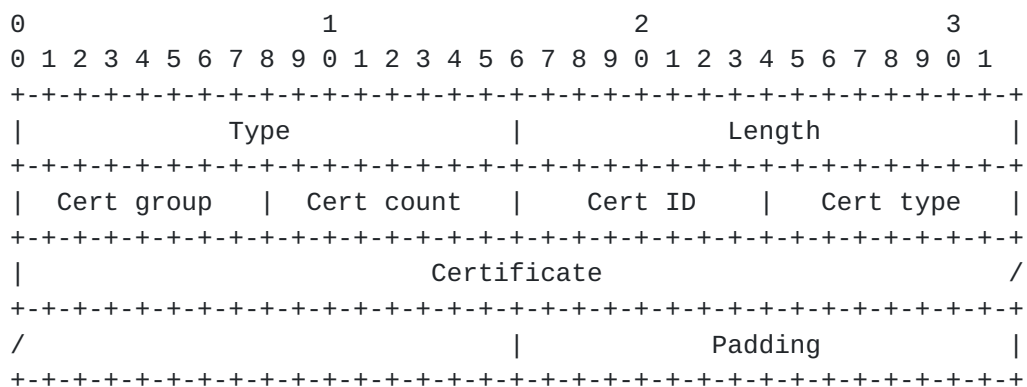 0                   1                   2                   3
0 1 2 3 4 5 6 7 8 9 0 1 2 3 4 5 6 7 8 9 0 1 2 3 4 5 6 7 8 9 0 1
+-+-+-+-+-+-+-+-+-+-+-+-+-+-+-+-+-+-+-+-+-+-+-+-+-+-+-+-+-+-+-+-+
|             Type              |             Length            |
+-+-+-+-+-+-+-+-+-+-+-+-+-+-+-+-+-+-+-+-+-+-+-+-+-+-+-+-+-+-+-+-+
|  Cert group   |  Cert count   |    Cert ID    |   Cert type   |
+-+-+-+-+-+-+-+-+-+-+-+-+-+-+-+-+-+-+-+-+-+-+-+-+-+-+-+-+-+-+-+-+
|                          Certificate                          /
+-+-+-+-+-+-+-+-+-+-+-+-+-+-+-+-+-+-+-+-+-+-+-+-+-+-+-+-+-+-+-+-+
/                               |            Padding            |
+-+-+-+-+-+-+-+-+-+-+-+-+-+-+-+-+-+-+-+-+-+-+-+-+-+-+-+-+-+-+-+-+